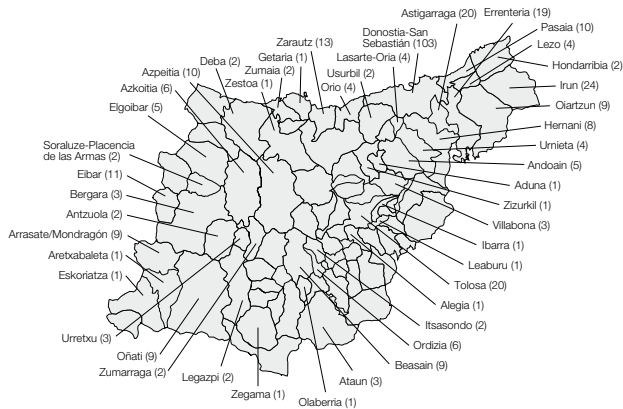 Astigarraga (20)
Errenteria (19)
Pasaia (10)
Lezo (4)
Hondarribia (2)
Irun (24)
Oiartzun (9)
Hernani (8)
Urnieta (4)
Andoain (5)
Aduna (1)
Zizurkil (1)
Villabona (3)
Ibarra (1)
Leaburu (1)
Tolosa (20)
Alegia (1)
Itsasondo (2)
Ordizia (6)
Beasain (9)
Ataun (3)
Olaberria (1)
Zegama (1)
Legazpi (2)
Zumarraga (2)
Oñati (9)
Urretxu (3)
Eskoriatza (1)
Aretxabaleta (1)
Arrasate/Mondragón (9)
Antzuola (2)
Bergara (3)
Eibar (11)
Soraluze-Placencia
de las Armas (2)
Elgoibar (5)
Azkoitia (6)
Azpeitia (10)
Deba (2)
Zestoa (1)
Zumaia (2)
Getaria (1)
Zarautz (13)
Orio (4)
Usurbil (2)
Lasarte-Oria (4)
Donostia-San
Sebastián (103)